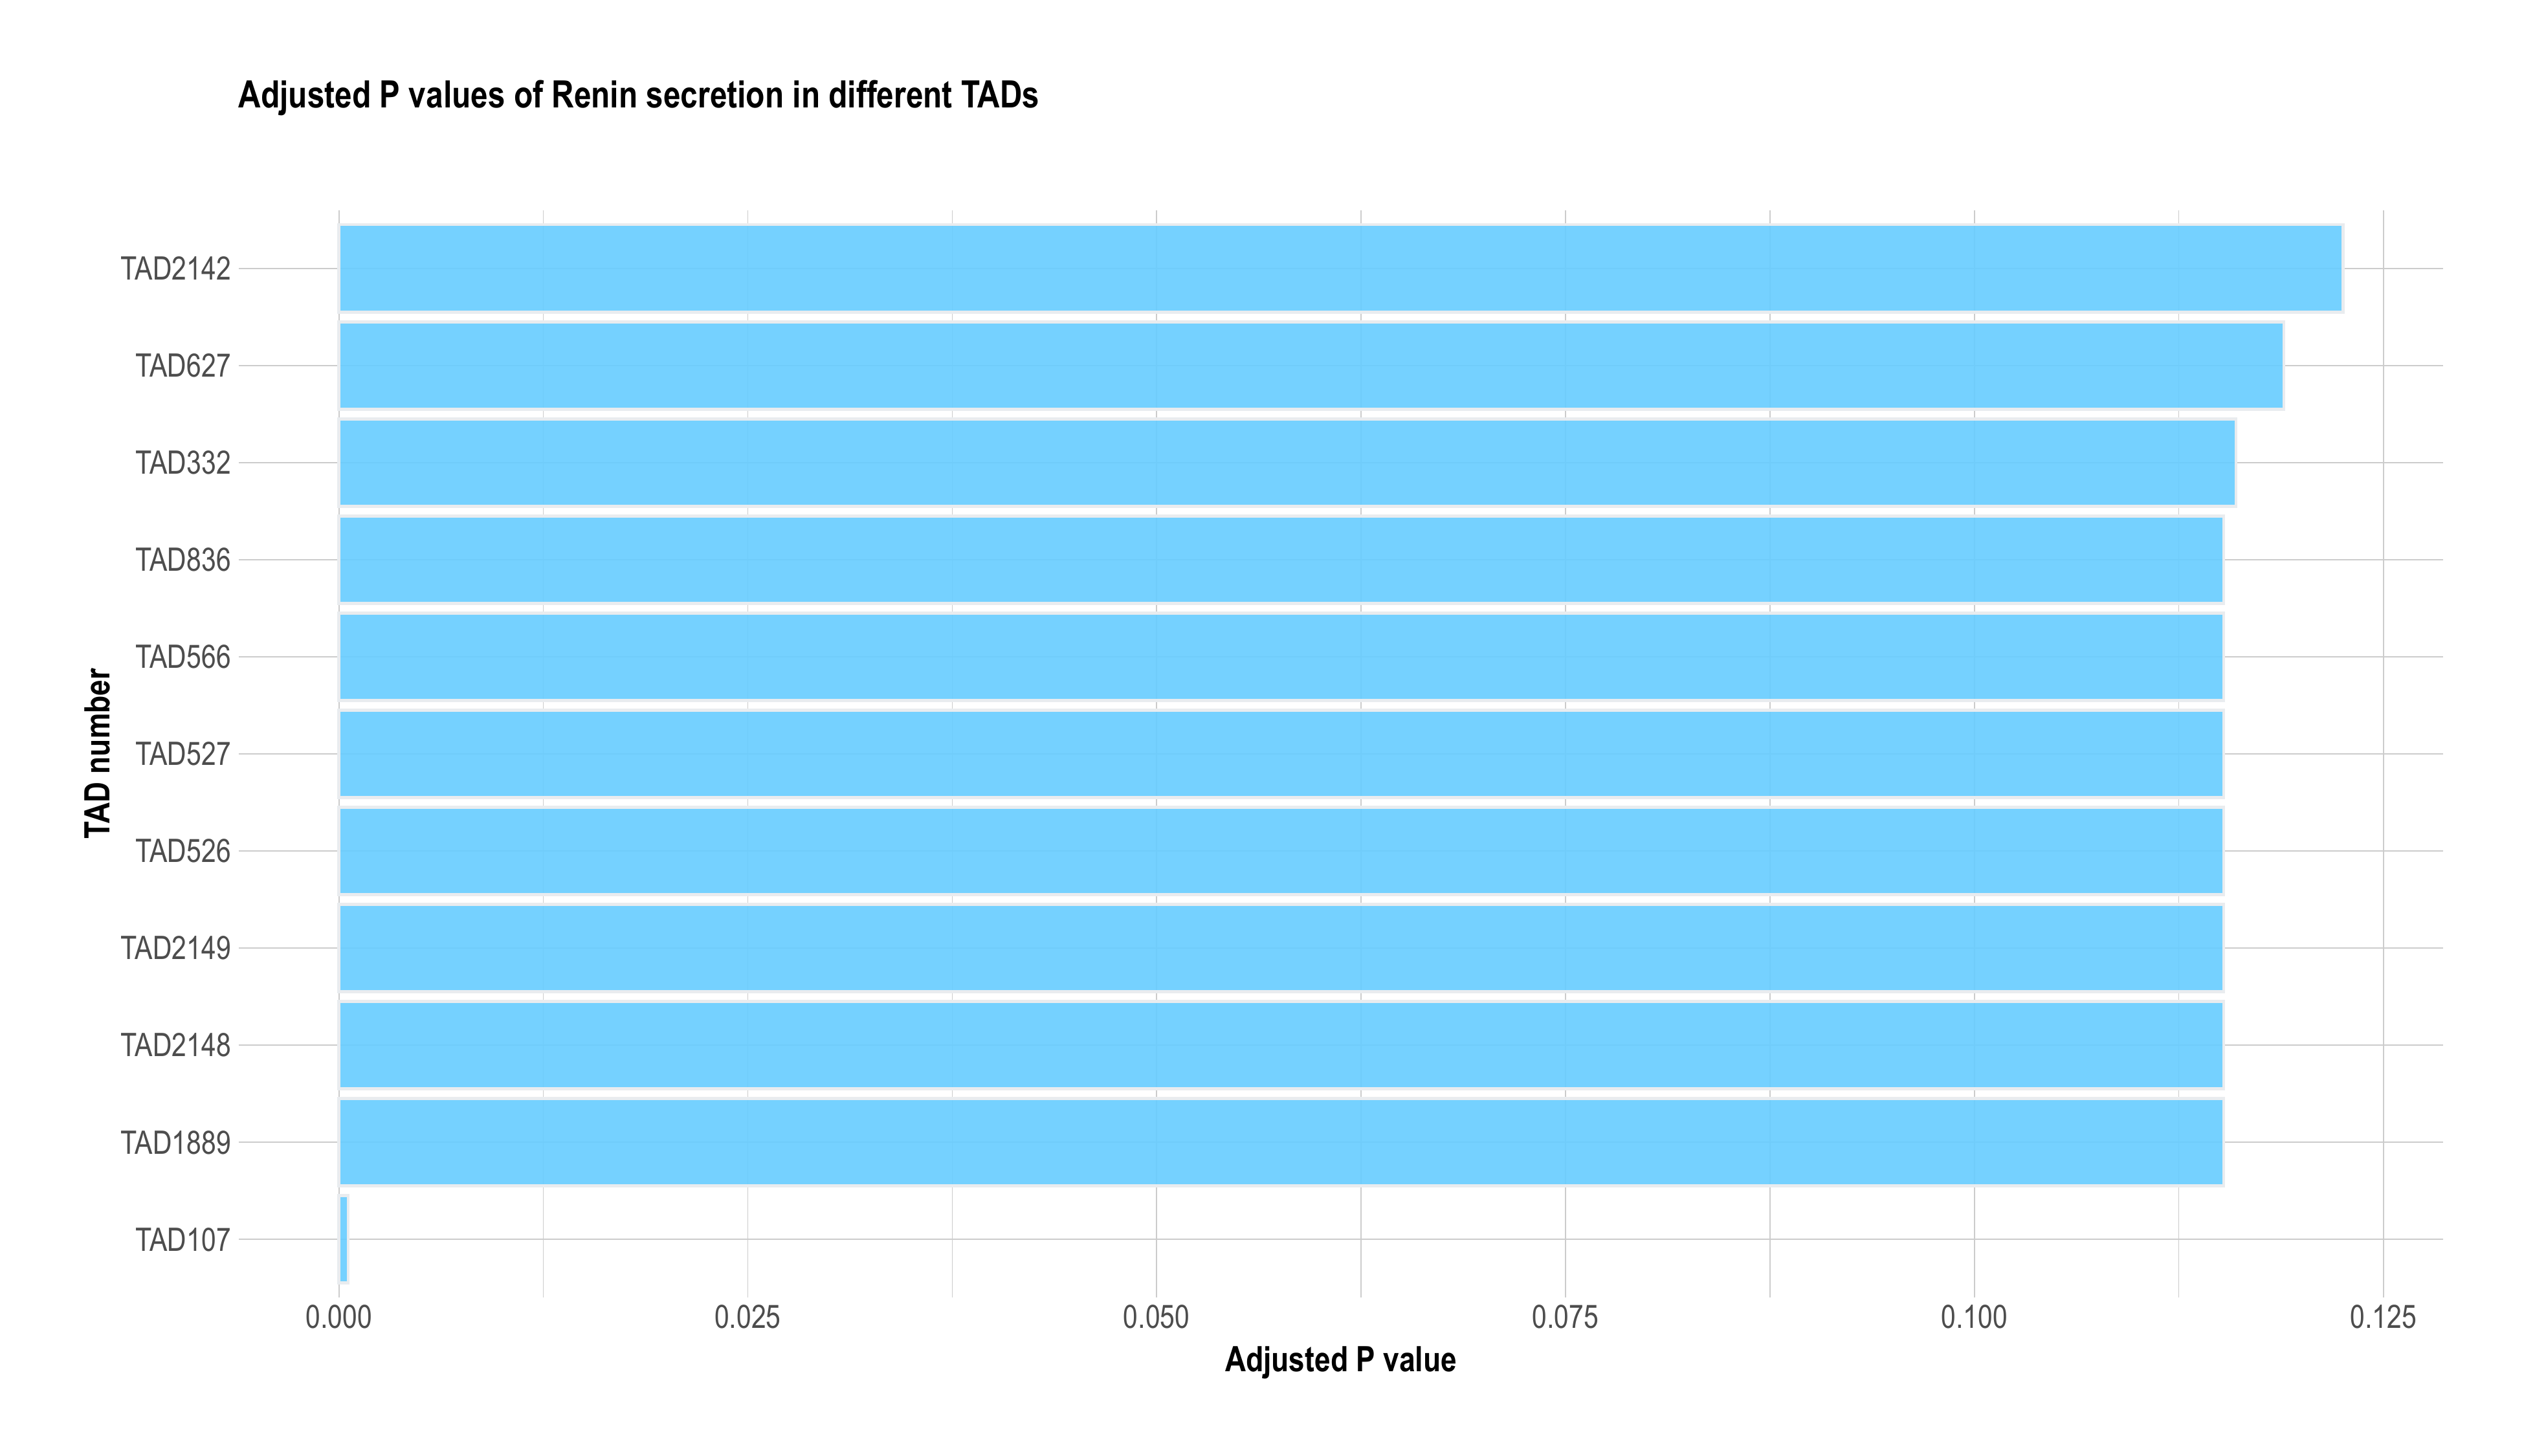 Adjusted P values of Renin secretion in different TADs
TAD number
TAD2142
TAD627
TAD332
TAD836
TAD566
TAD527
TAD526
TAD2149
TAD2148
TAD1889
TAD107
0.000 0.025 0.050 0.075 0.100 0.125
Adjusted P value